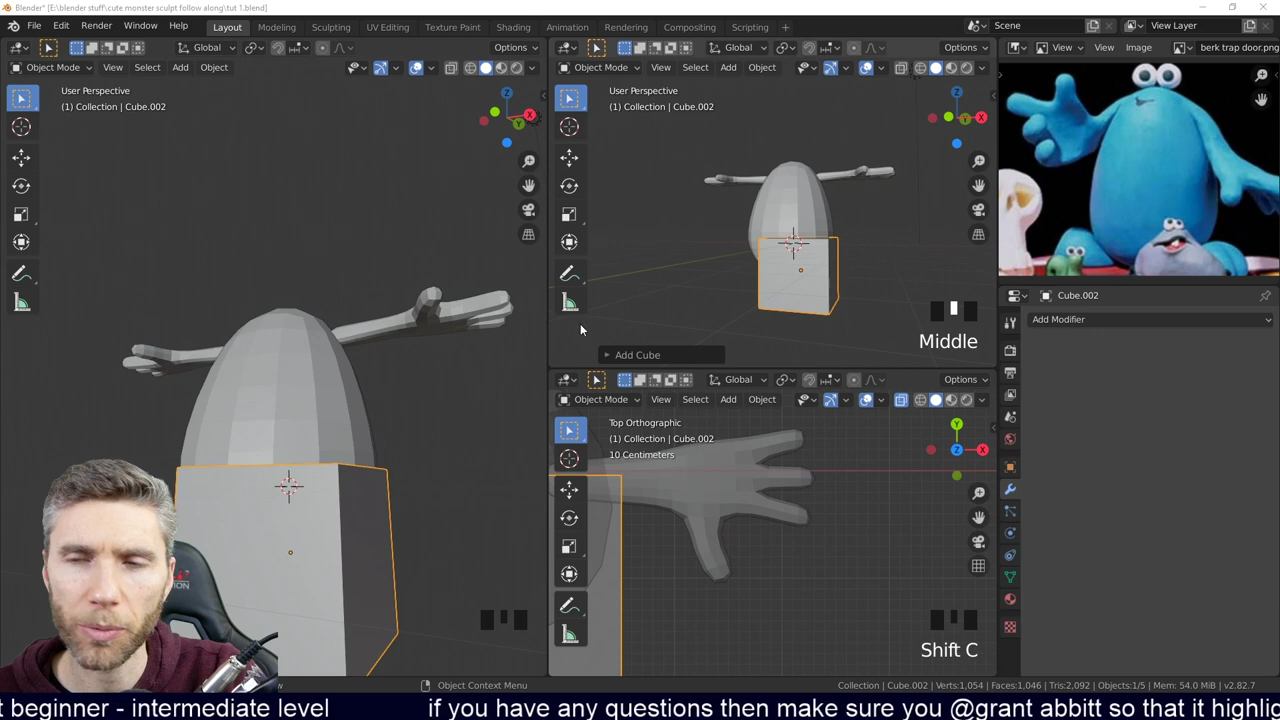 Blender* [E:\blender stuff\cute monster sculpt follow along\tut 1.blend]
File Edit Render Window Help Layout Modeling Sculpting UV Editing Texture Paint Shading Animation Rendering Compositing Scripting Scene View Layer
Global Options
Object Mode View Select Add Object
User Perspective
(1) Collection | Cube.002
Z
X
Y
Global Options
Object Mode View Select Add Object
User Perspective
(1) Collection | Cube.002
Z
X
Y
Middle
Add Cube
Global Options
Object Mode View Select Add Object
Top Orthographic
(1) Collection | Cube.002
10 Centimeters
Y
Z
X
Shift C
View View Image berk trap door.png
Cube.002
Add Modifier
Object Context Menu
Collection | Cube.002 | Verts:1,054 | Faces:1,046 | Tris:2,092 | Objects:1/5 | Mem: 54.0 MiB | v2.82.7
t beginner - intermediate level if you have any questions then make sure you @grant abbitt so that it highlic